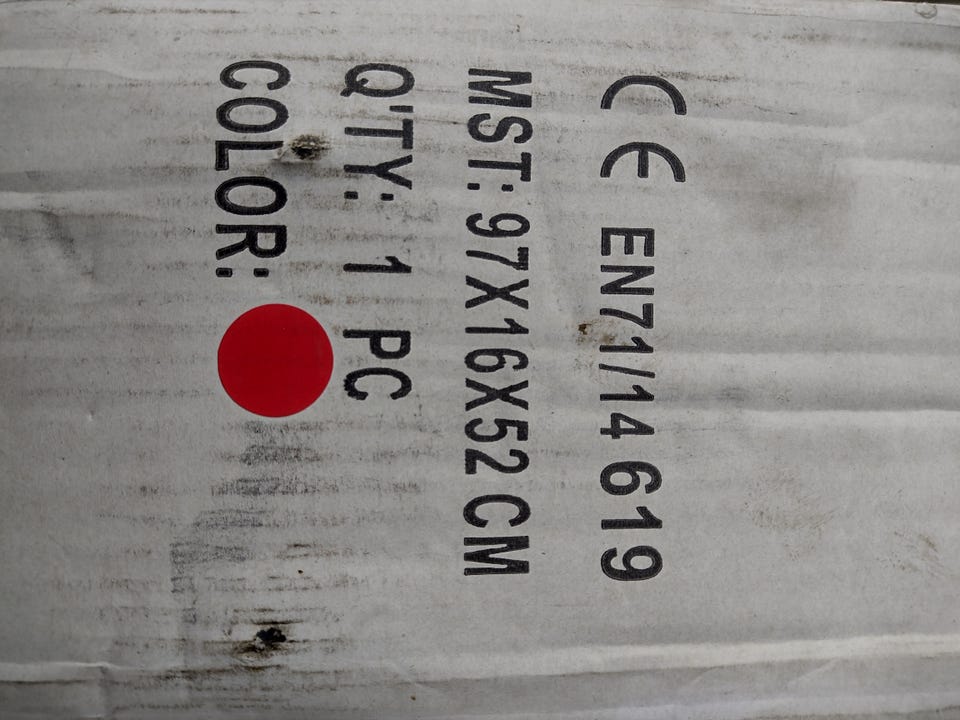 CE EN71/14 619
MST: 97X16X52 CM
Q'TY: 1 PC
COLOR: